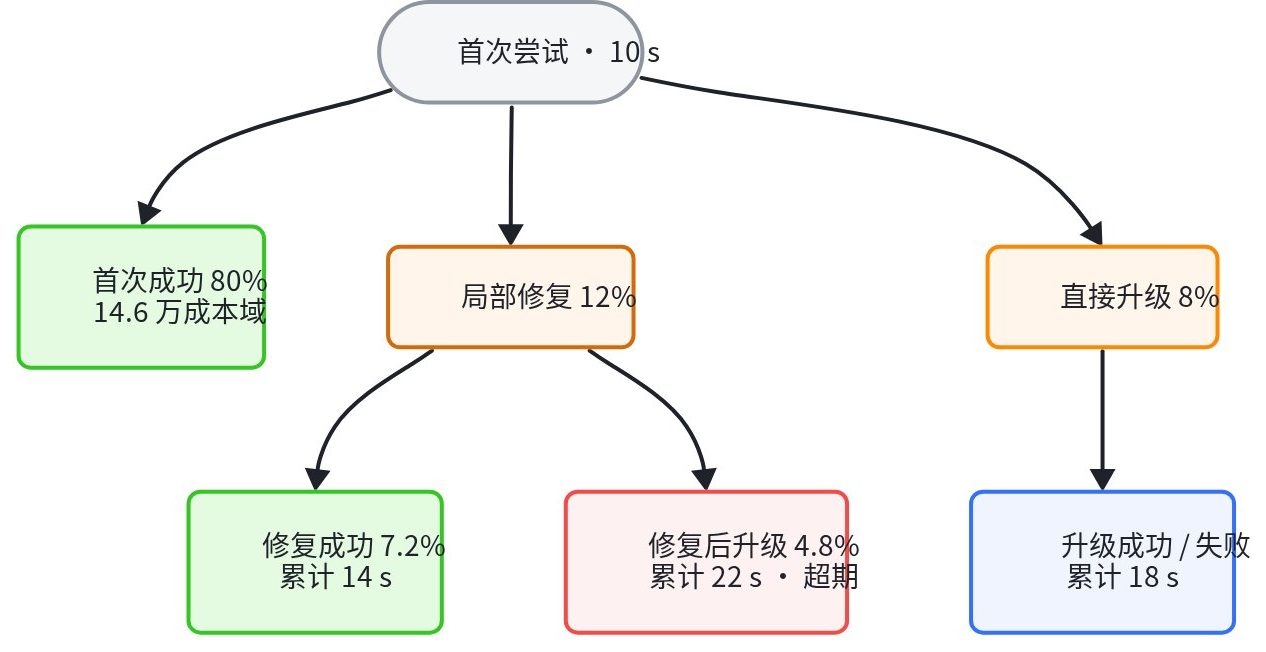 首次尝试 · 10 s
首次成功 80%
14.6 万成本域
局部修复 12%
直接升级 8%
修复成功 7.2%
累计 14 s
修复后升级 4.8%
累计 22 s · 超期
升级成功 / 失败
累计 18 s